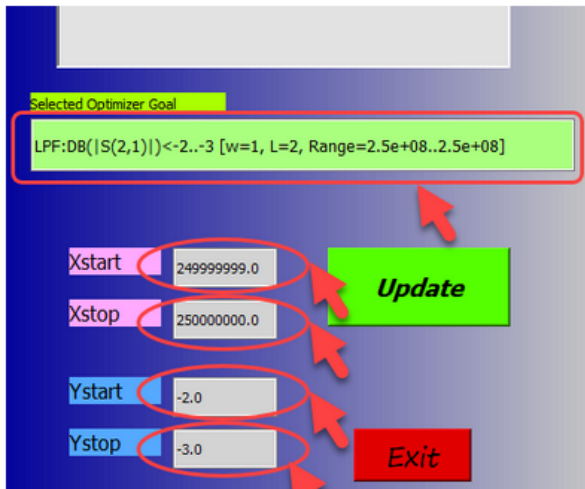 Selected Optimizer Goal
LPF:DB(|S(2,1)|)<-2..-3 [w=1, L=2, Range=2.5e+08..2.5e+08]
Xstart 249999999.0
Update
Xstop 250000000.0
Ystart -2.0
Ystop -3.0
Exit